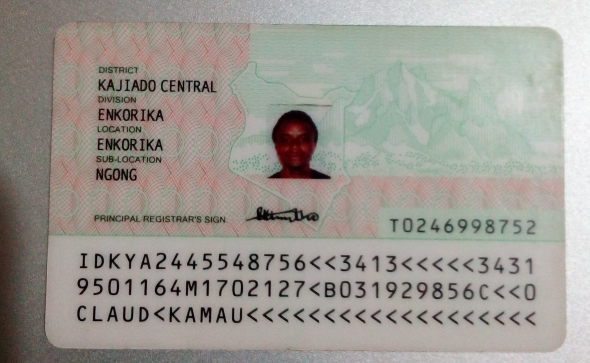 DISTRICT
KAJIADO CENTRAL
DIVISION
ENKORIKA
LOCATION
ENKORIKA
SUB-LOCATION
NGONG
PRINCIPAL REGISTRAR'S SIGN.
T0246998752
IDKYA2445548756<<3413<<<<<3431
9501164M1702127<B031929856C<<0
CLAUD<KAMAU<<<<<<<<<<<<<<<<<<<